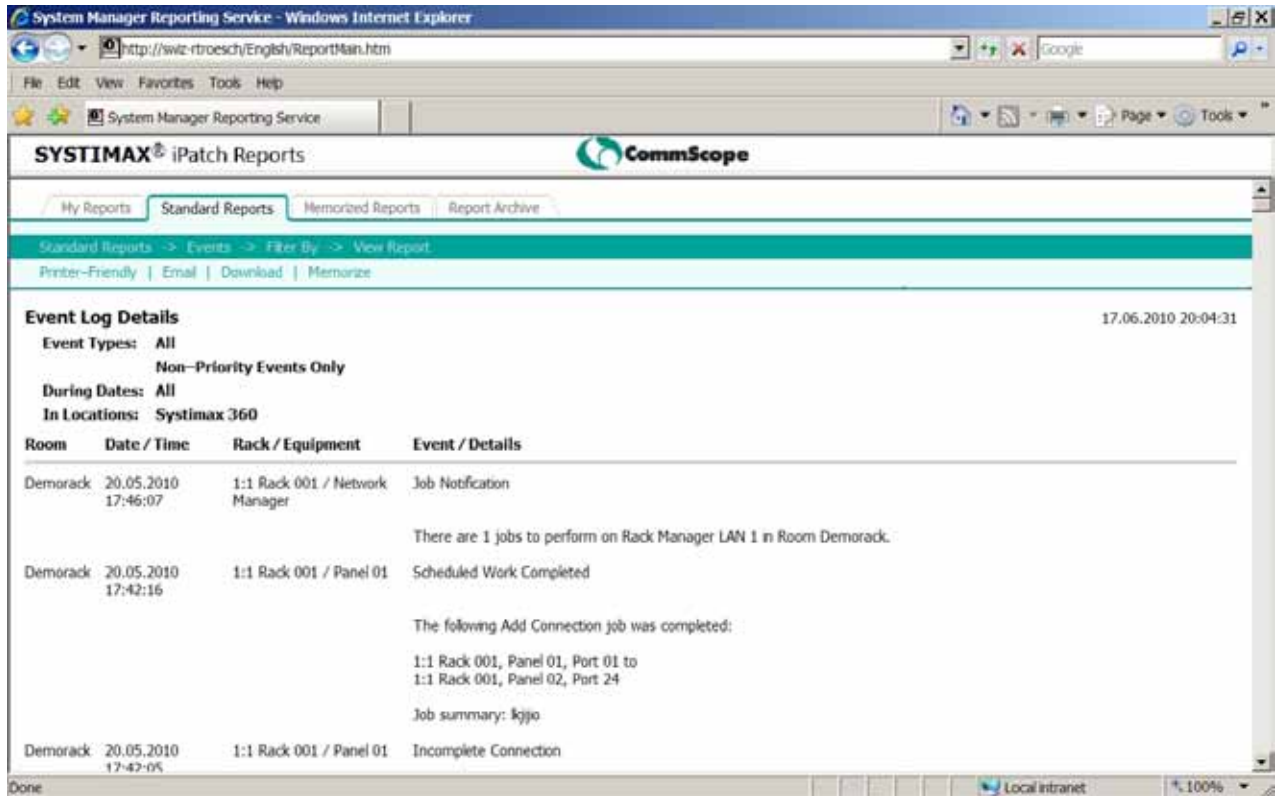 System Manager Reporting Service - Windows Internet Explorer
http://swiz-rtroesch/English/ReportMain.htm
Google
File Edit View Favorites Tools Help
System Manager Reporting Service
Page Tools
SYSTIMAX® iPatch Reports
CommScope
My Reports Standard Reports Memorized Reports Report Archive
Standard Reports -> Events -> Filter By -> View Report
Printer-Friendly | Email | Download | Memorize
Event Log Details 17.06.2010 20:04:31
Event Types: All
Non-Priority Events Only
During Dates: All
In Locations: Systimax 360
Room Date / Time Rack / Equipment Event / Details
Demorack 20.05.2010 1:1 Rack 001 / Network Job Notification
17:46:07 Manager
There are 1 jobs to perform on Rack Manager LAN 1 in Room Demorack.
Demorack 20.05.2010 1:1 Rack 001 / Panel 01 Scheduled Work Completed
17:42:16
The following Add Connection job was completed:
1:1 Rack 001, Panel 01, Port 01 to
1:1 Rack 001, Panel 02, Port 24
Job summary:
Demorack 20.05.2010 1:1 Rack 001 / Panel 01 Incomplete Connection
17:42:05
Done Local intranet 100%